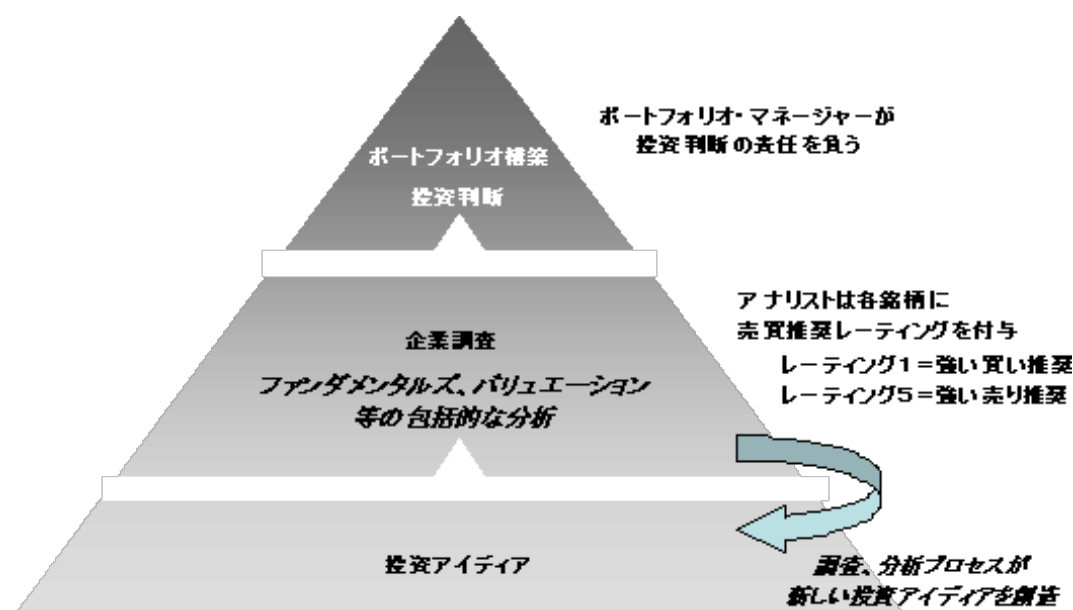 ポートフォリオ構築
投資判断
ポートフォリオ・マネージャーが
投資判断の責任を負う
企業調査
ファンダメンタルズ、バリュエーション
等の包括的な分析
アナリストは各銘柄に
売買推奨レーティングを付与
レーティング1=強い買い推奨
レーティング5=強い売り推奨
投資アイディア
調査、分析プロセスが
新しい投資アイディアを創造